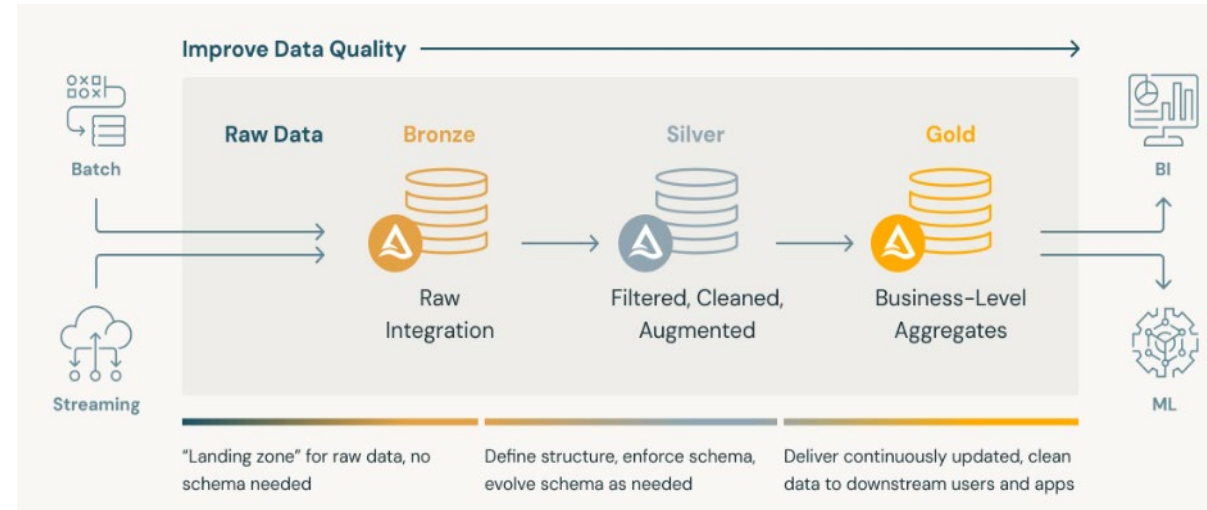 Improve Data Quality
Raw Data
Bronze
Silver
Gold
Batch
BI
Raw
Integration
Filtered, Cleaned,
Augmented
Business-Level
Aggregates
Streaming
ML
“Landing zone” for raw data, no
schema needed
Define structure, enforce schema,
evolve schema as needed
Deliver continuously updated, clean
data to downstream users and apps